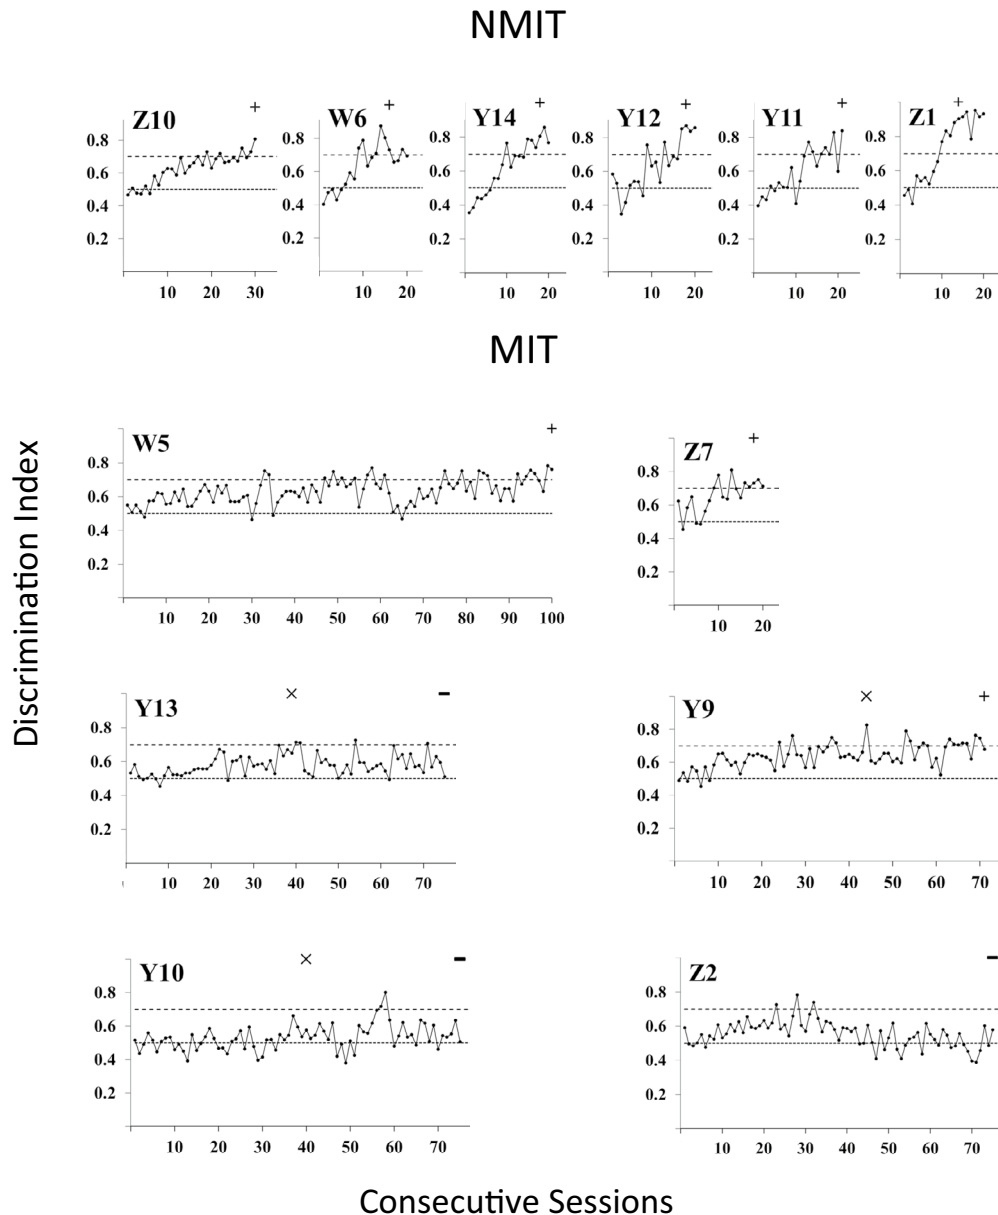 NMIT
+ + + + + +
Z10 W6 Y14 Y12 Y11 Z1
0.8 0.8 0.8 0.8 0.8 0.8
0.6 0.6 0.6 0.6 0.6 0.6
0.4 0.4 0.4 0.4 0.4 0.4
0.2 0.2 0.2 0.2 0.2 0.2
10 20 30 10 20 10 20 10 20 10 20 10 20
MIT
Discrimination Index
+
W5
0.8
0.6
0.4
0.2
10 20 30 40 50 60 70 80 90 100
+
Z7
0.8
0.6
0.4
0.2
10 20
× −
Y13
0.8
0.6
0.4
0.2
10 20 30 40 50 60 70
× +
Y9
0.8
0.6
0.4
0.2
10 20 30 40 50 60 70
× −
Y10
0.8
0.6
0.4
0.2
10 20 30 40 50 60 70
−
Z2
0.8
0.6
0.4
0.2
10 20 30 40 50 60 70
Consecutive Sessions